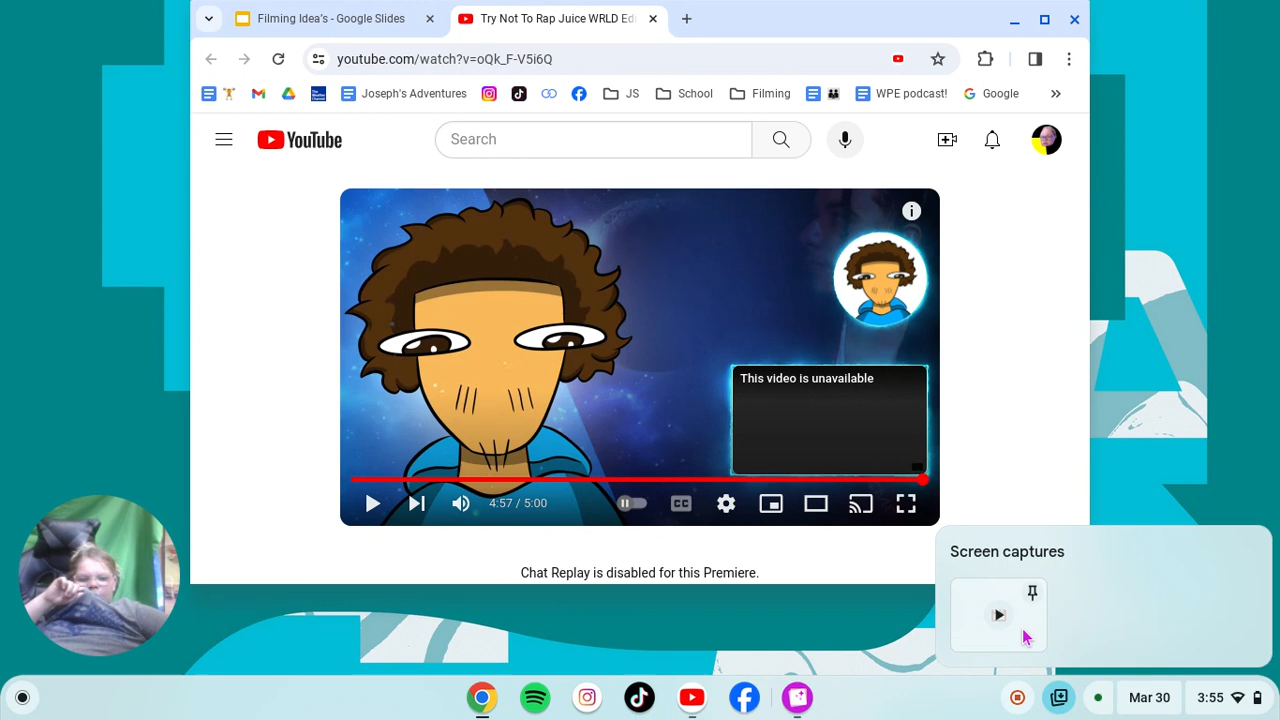 Filming Idea's - Google Slides
Try Not To Rap Juice WRLD Ed
youtube.com/watch?v=oQk_F-V5i6Q
Joseph's Adventures
JS
School
Filming
WPE podcast!
Google
YouTube
Search
This video is unavailable
4:57 / 5:00
CC
Chat Replay is disabled for this Premiere.
Screen captures
Mar 30
3:55